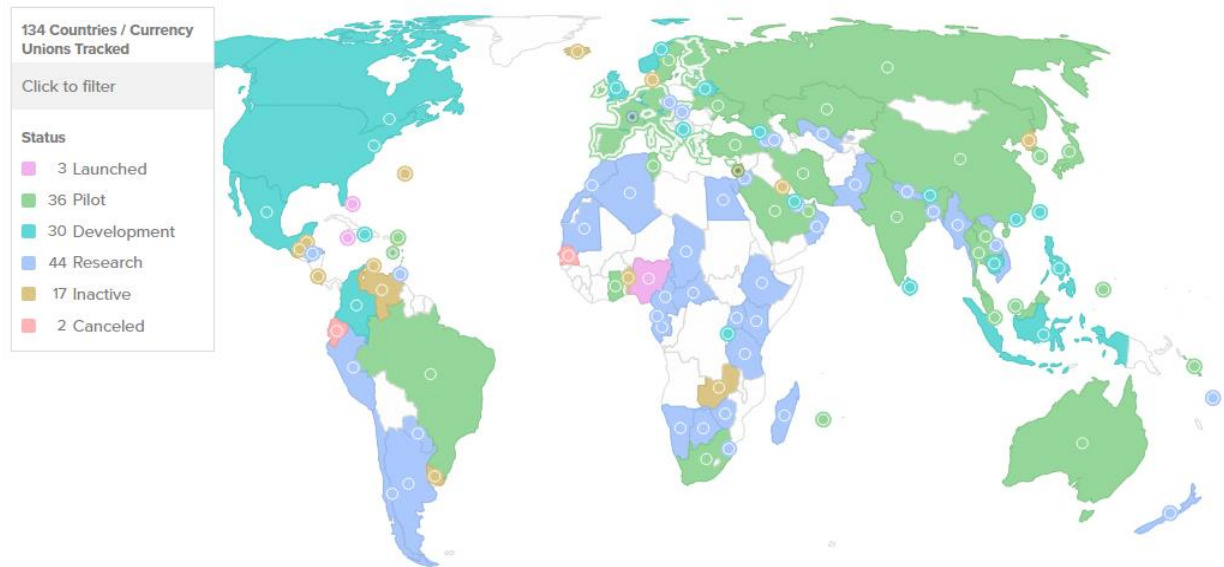 134 Countries / Currency
Unions Tracked
Click to filter
Status
3 Launched
36 Pilot
30 Development
44 Research
17 Inactive
2 Canceled